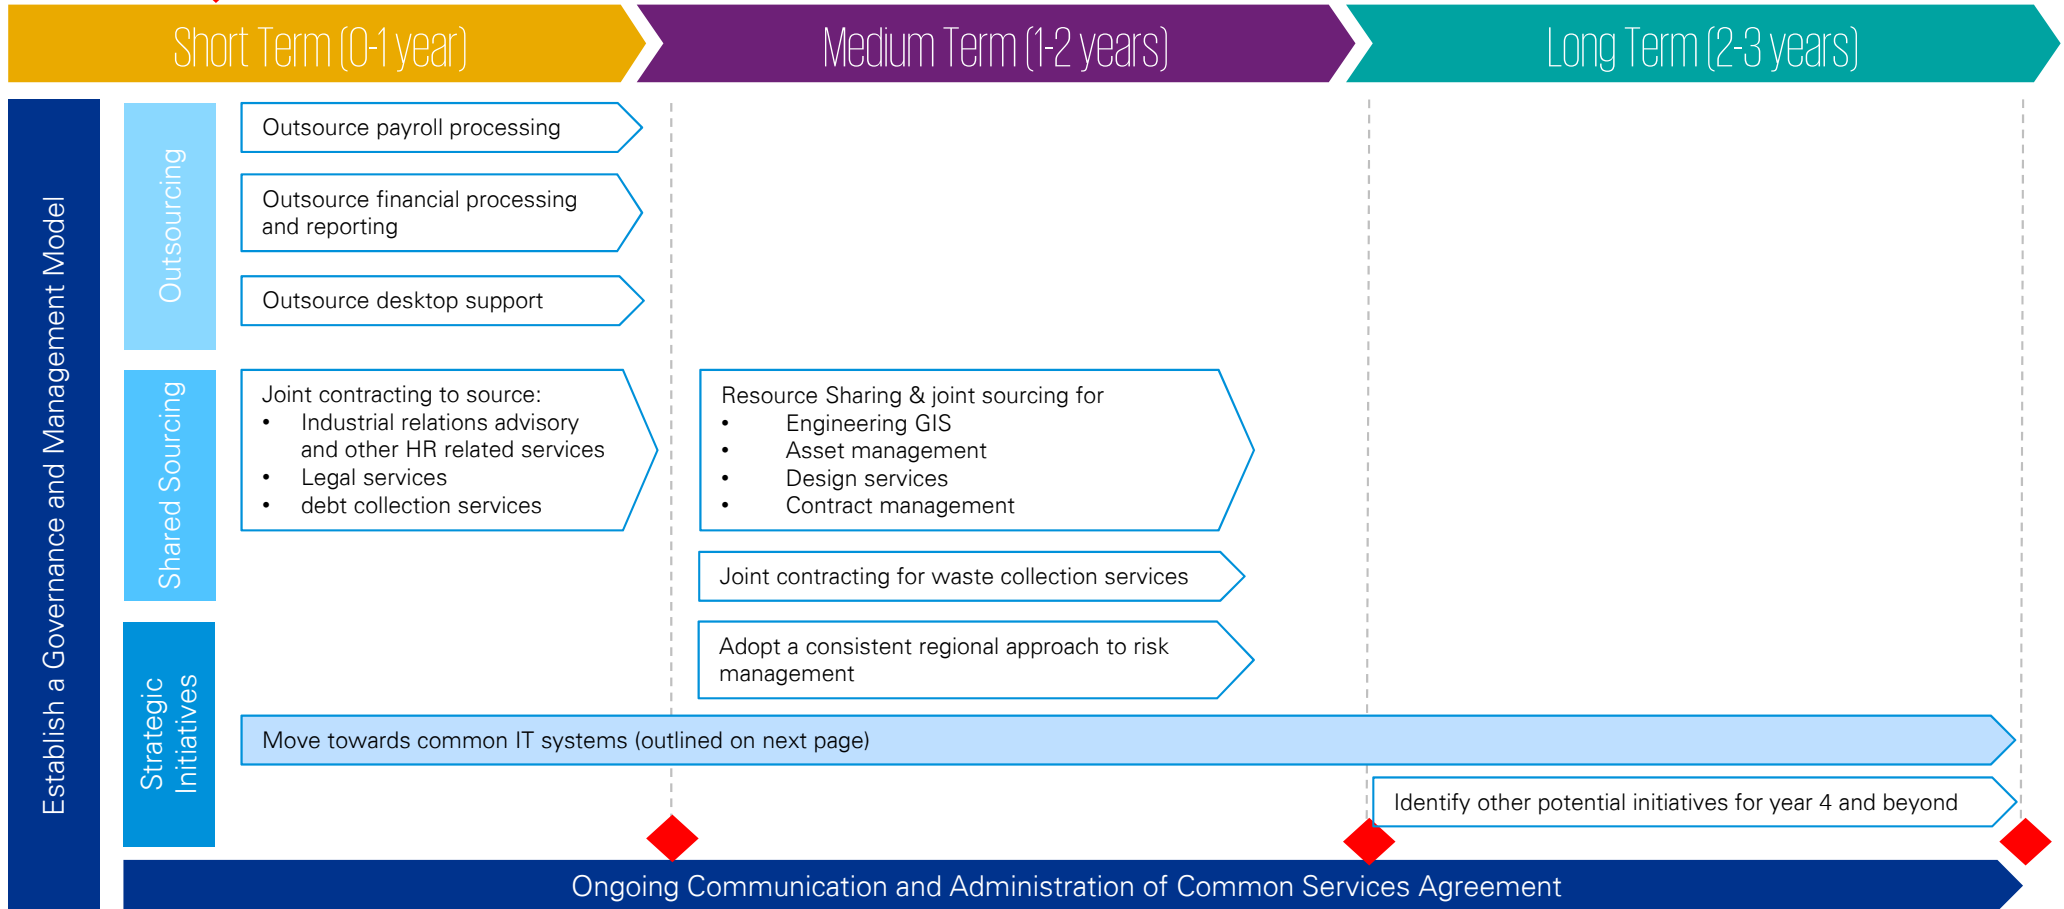 Short Term (0-1 year)
Medium Term (1-2 years)
Long Term (2-3 years)
Establish a Governance and Management Model
Outsourcing
Outsource payroll processing
Outsource financial processing
and reporting
Outsource desktop support
Shared Sourcing
Joint contracting to source:
• Industrial relations advisory
and other HR related services
• Legal services
• debt collection services
Resource Sharing & joint sourcing for
• Engineering GIS
• Asset management
• Design services
• Contract management
Joint contracting for waste collection services
Strategic
Initiatives
Adopt a consistent regional approach to risk
management
Move towards common IT systems (outlined on next page)
Identify other potential initiatives for year 4 and beyond
Ongoing Communication and Administration of Common Services Agreement